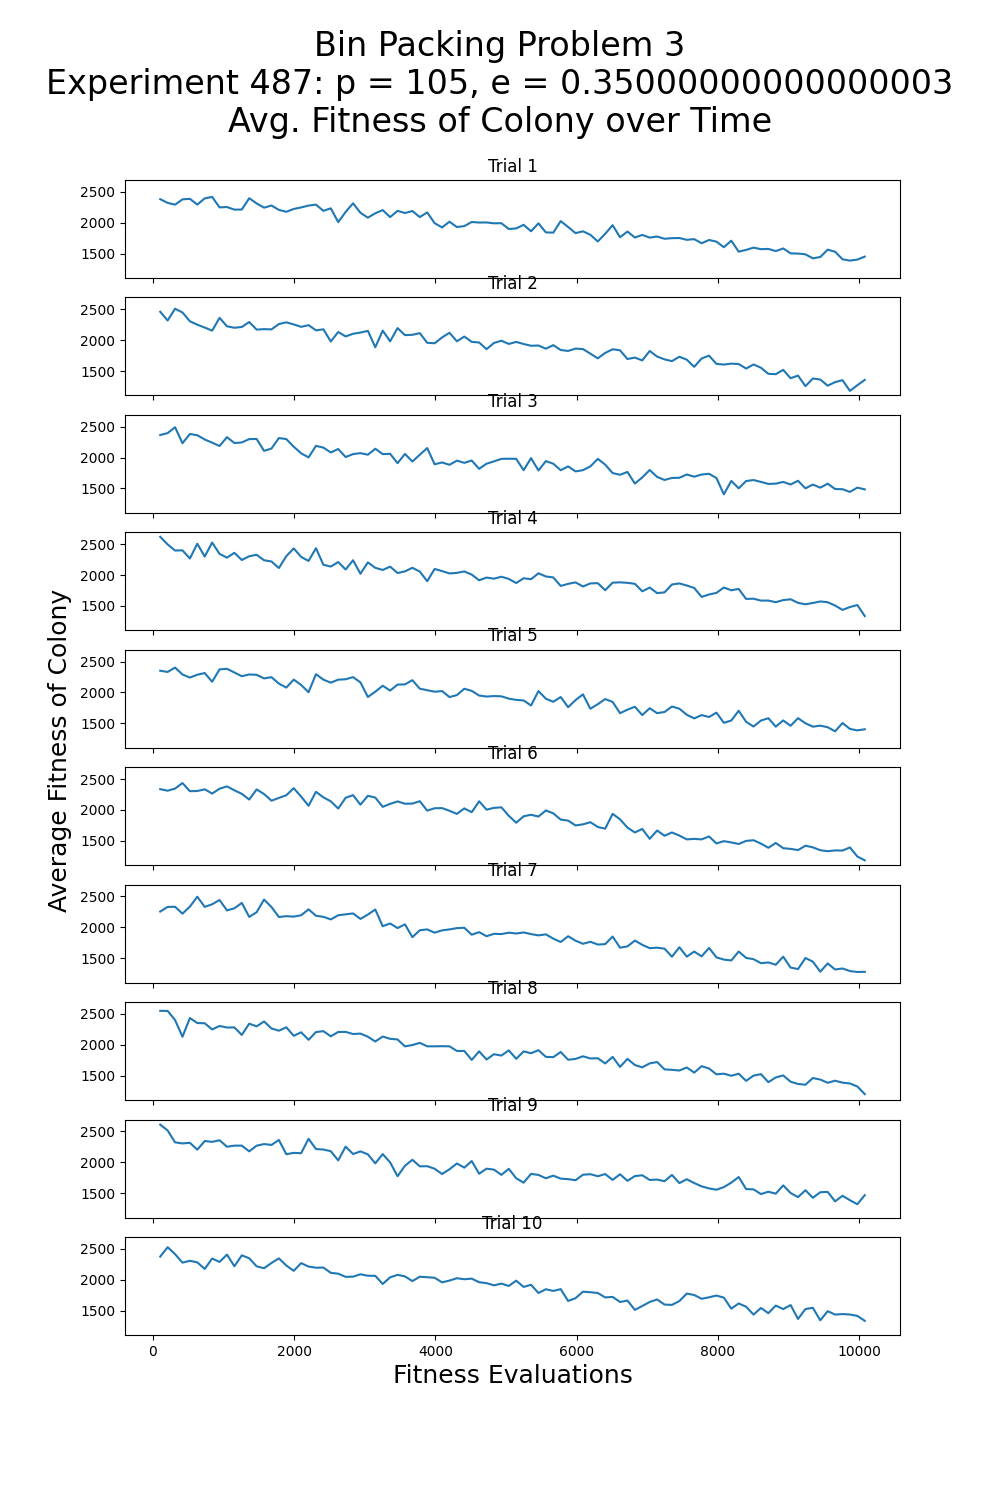 Bin Packing Problem 3
Experiment 487: p = 105, e = 0.35000000000000003
Avg. Fitness of Colony over Time
Trial 1
2500
2000
1500
Trial 2
2500
2000
1500
Trial 3
2500
2000
1500
Trial 4
2500
2000
1500
Trial 5
2500
2000
1500
Trial 6
2500
2000
1500
Trial 7
2500
2000
1500
Trial 8
2500
2000
1500
Trial 9
2500
2000
1500
Trial 10
2500
2000
1500
0 2000 4000 6000 8000 10000
Fitness Evaluations
Average Fitness of Colony